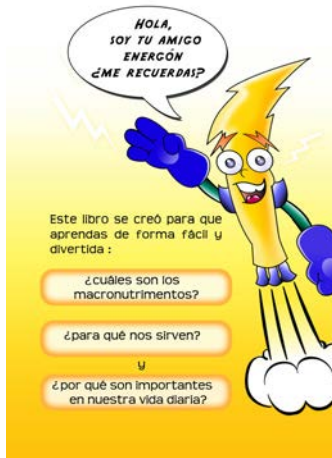 HOLA,
SOY TU AMIGO
ENERGÓN
¿ME RECUERDAS?
Este libro se creó para que
aprendas de forma fácil y
divertida :
¿cuáles son los
macronutrimentos?
¿para qué nos sirven?
y
¿por qué son importantes
en nuestra vida diaria?